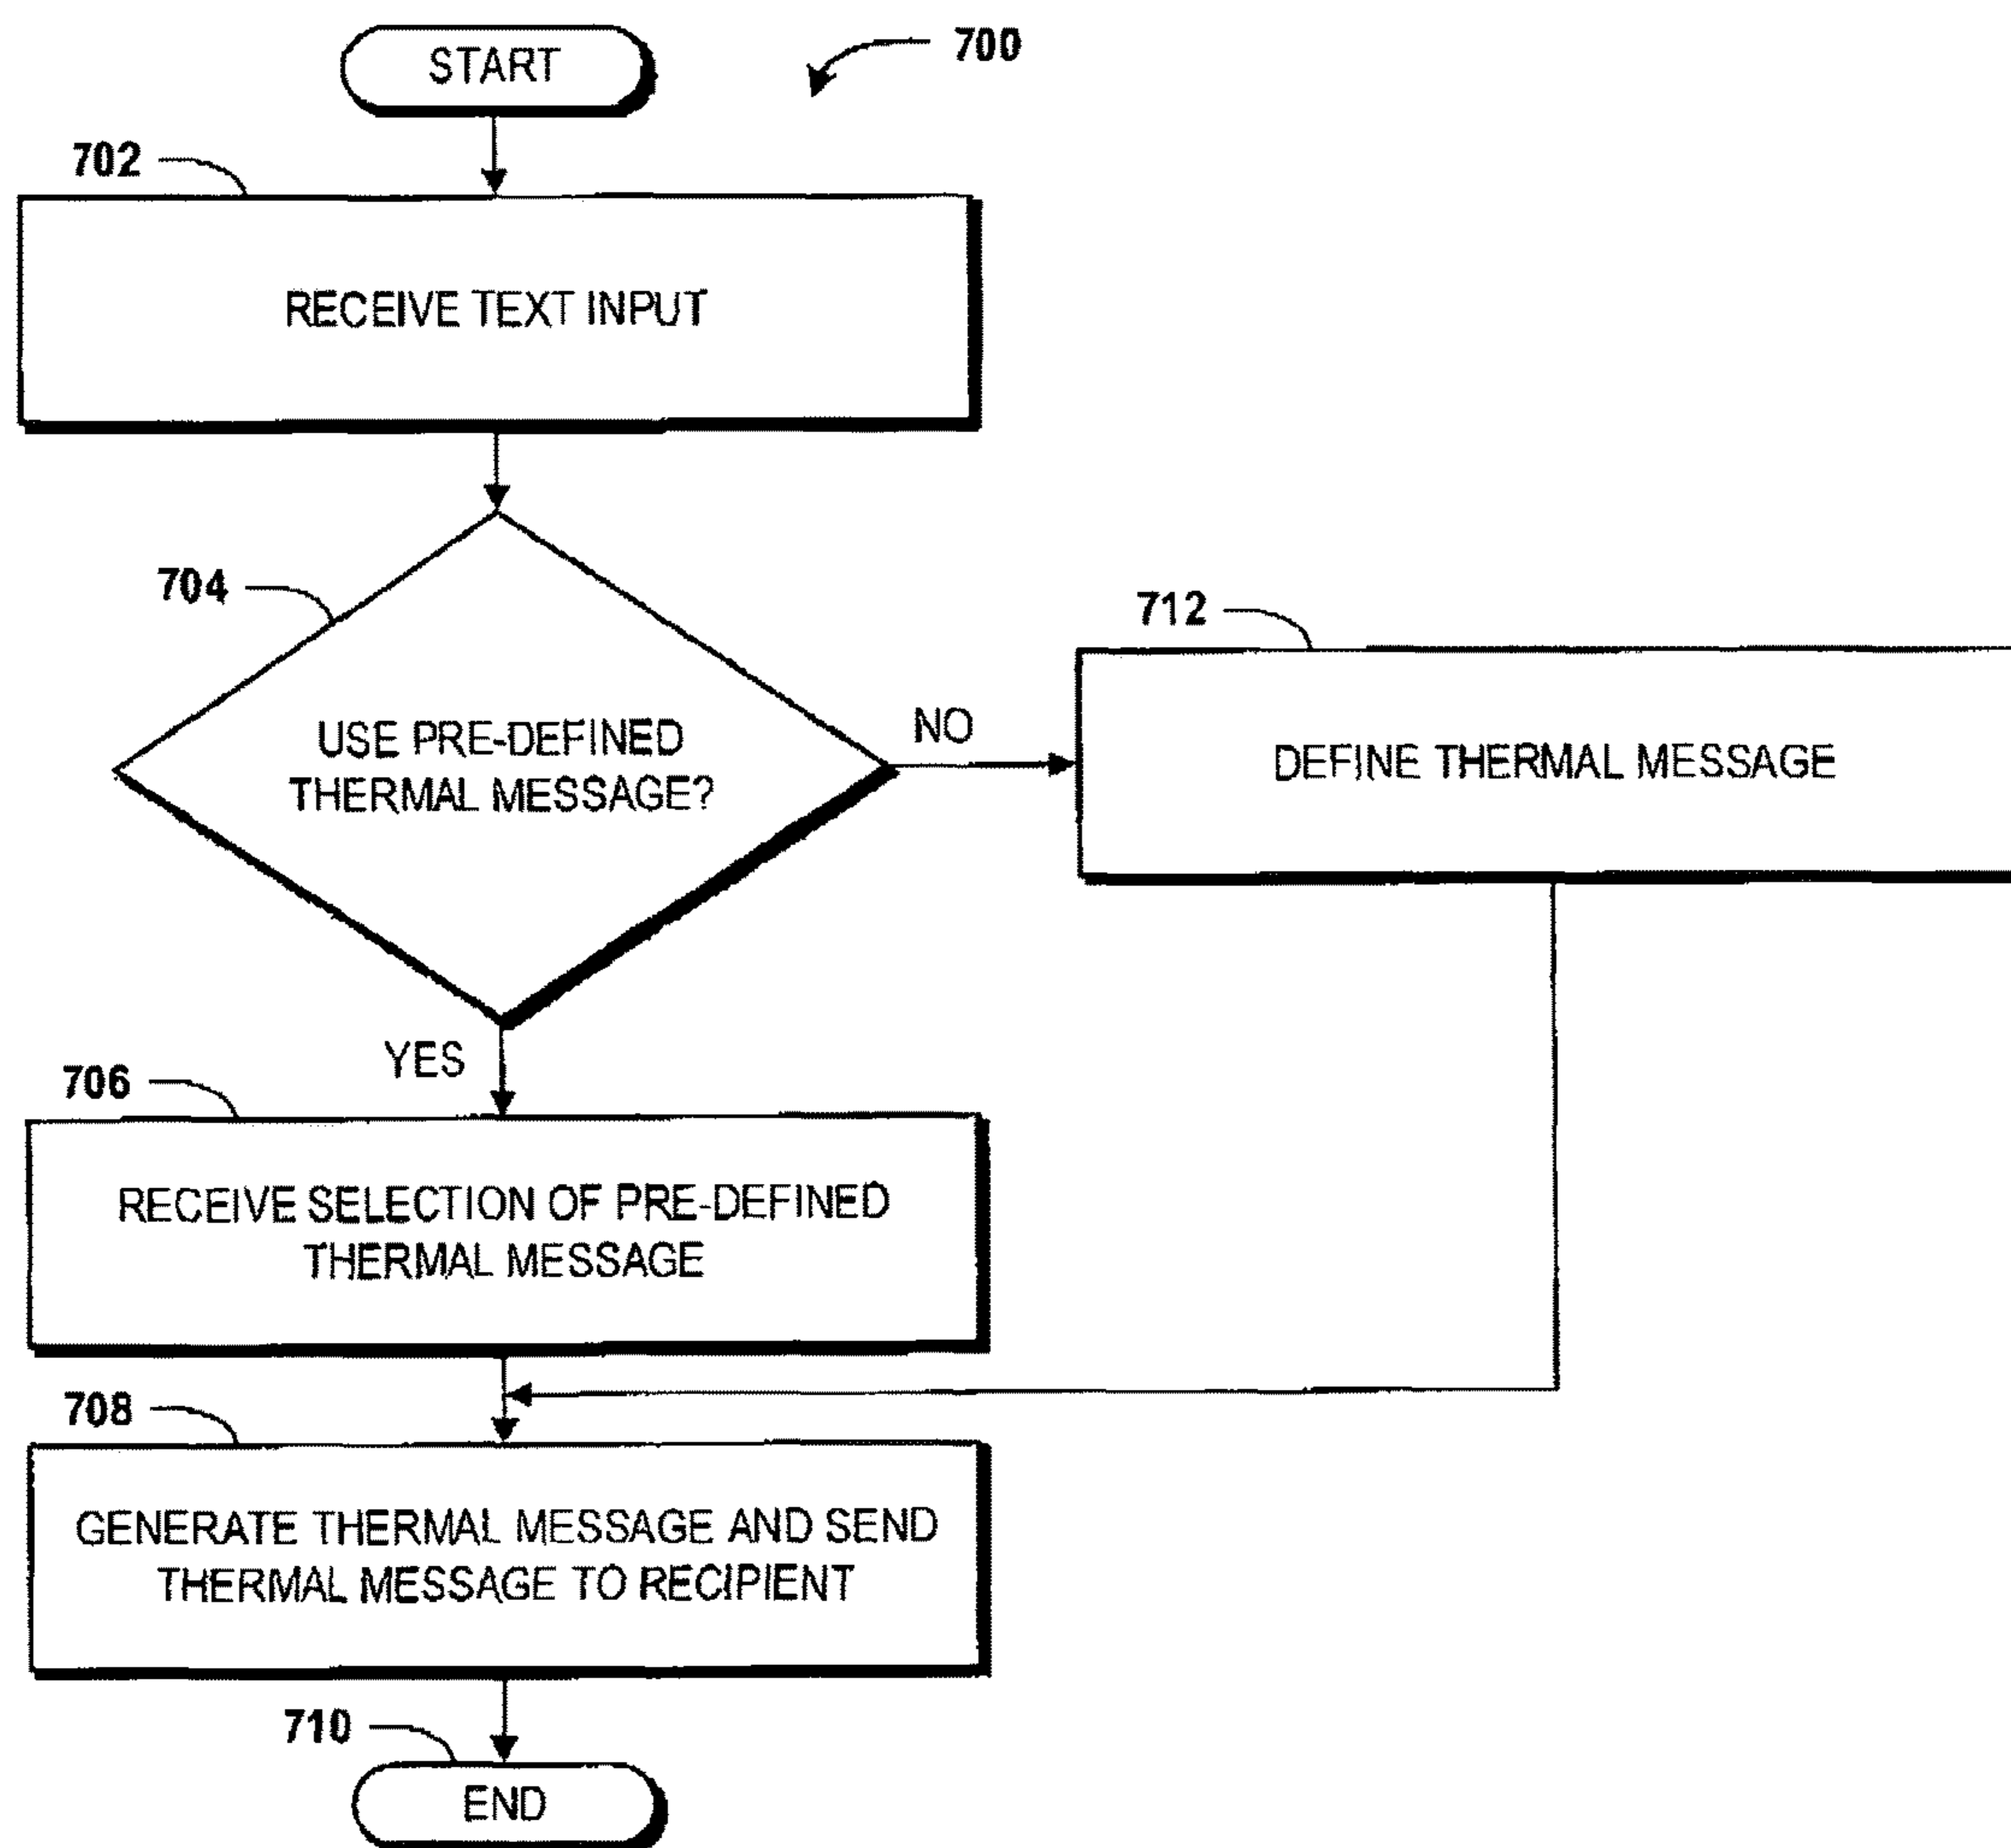 START
700
702
RECEIVE TEXT INPUT
704
USE PRE-DEFINED
THERMAL MESSAGE?
NO
712
DEFINE THERMAL MESSAGE
YES
706
RECEIVE SELECTION OF PRE-DEFINED
THERMAL MESSAGE
708
GENERATE THERMAL MESSAGE AND SEND
THERMAL MESSAGE TO RECIPIENT
710
END